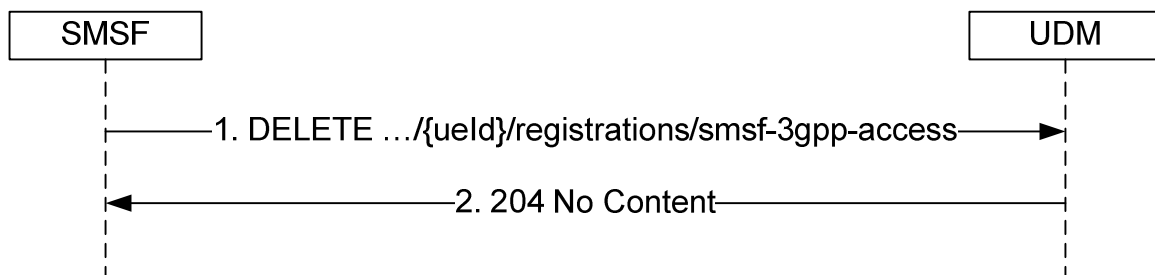 SMSF
UDM
1. DELETE …/{ueId}/registrations/smsf-3gpp-access
2. 204 No Content